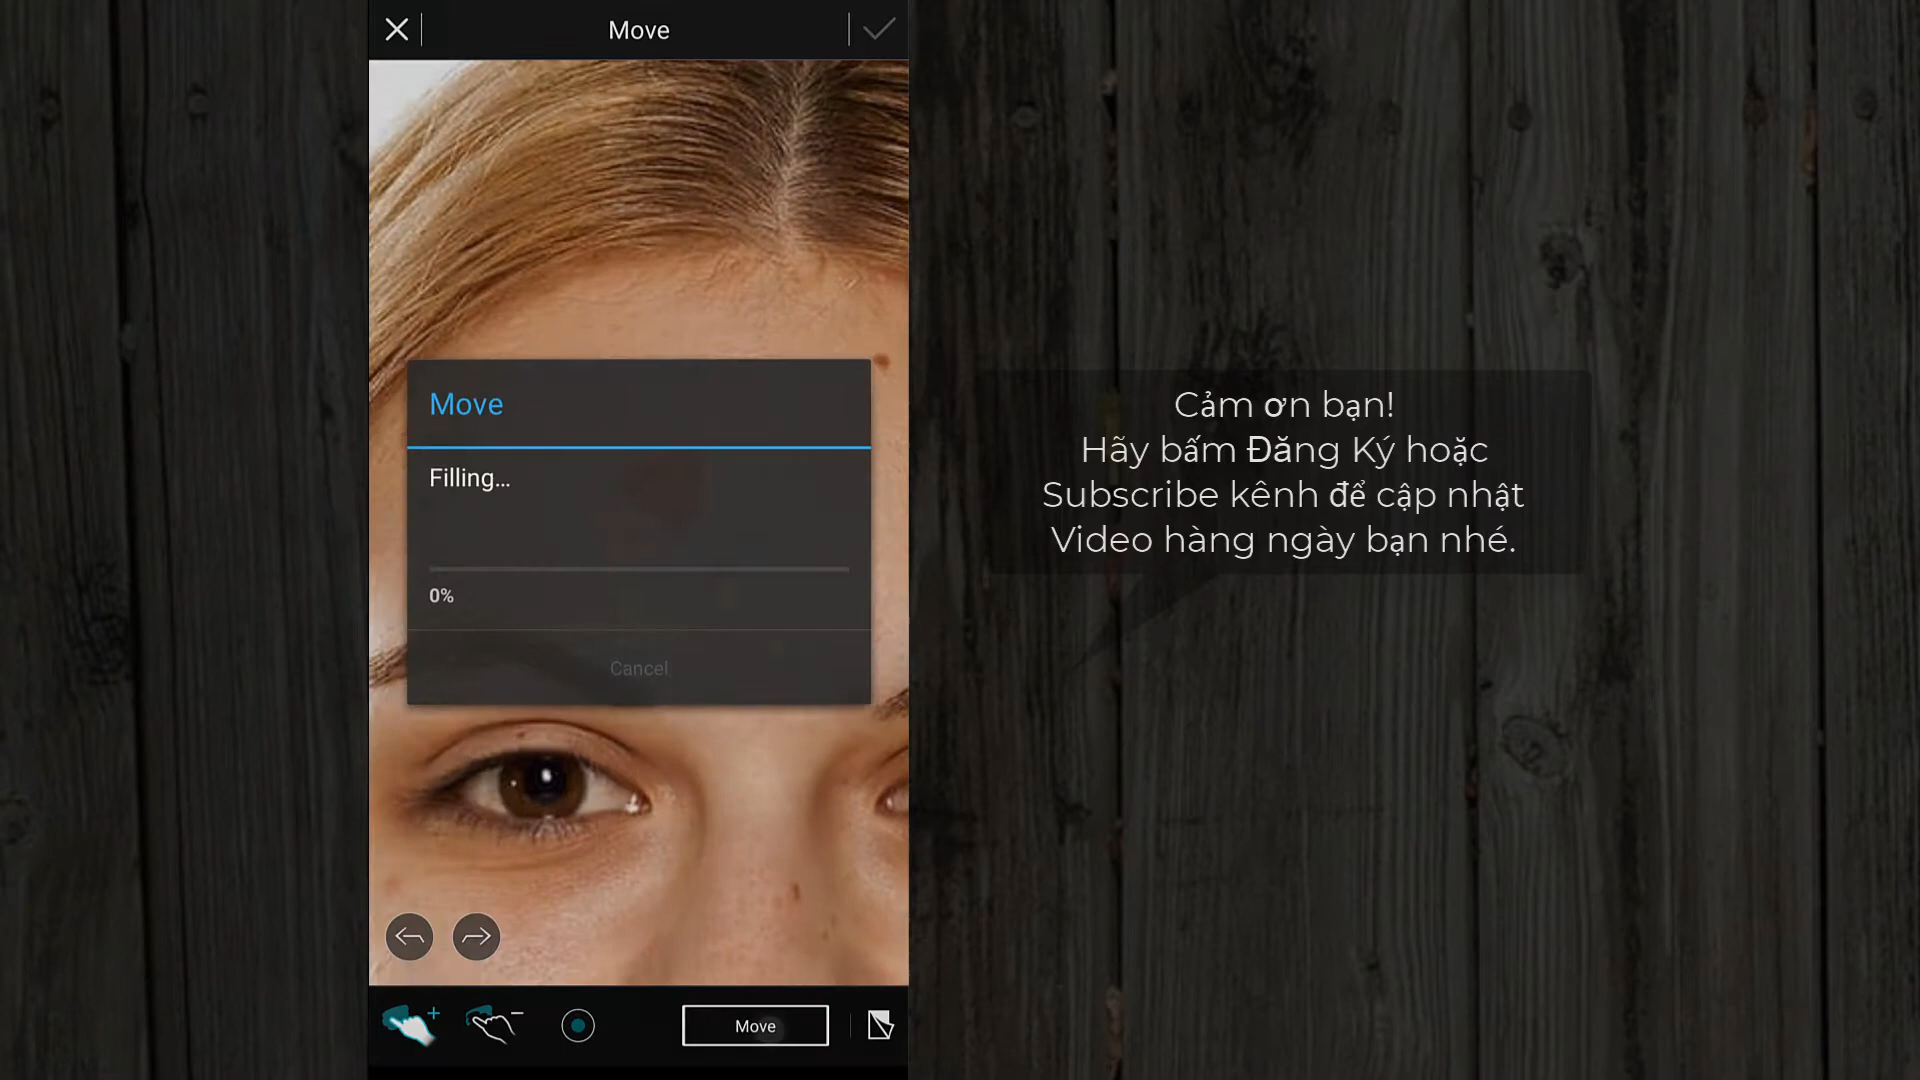 Move
Move
Filling...
0%
Cancel
Move
Cảm ơn bạn!
Hãy bấm Đăng Ký hoặc
Subscribe kênh để cập nhật
Video hàng ngày bạn nhé.